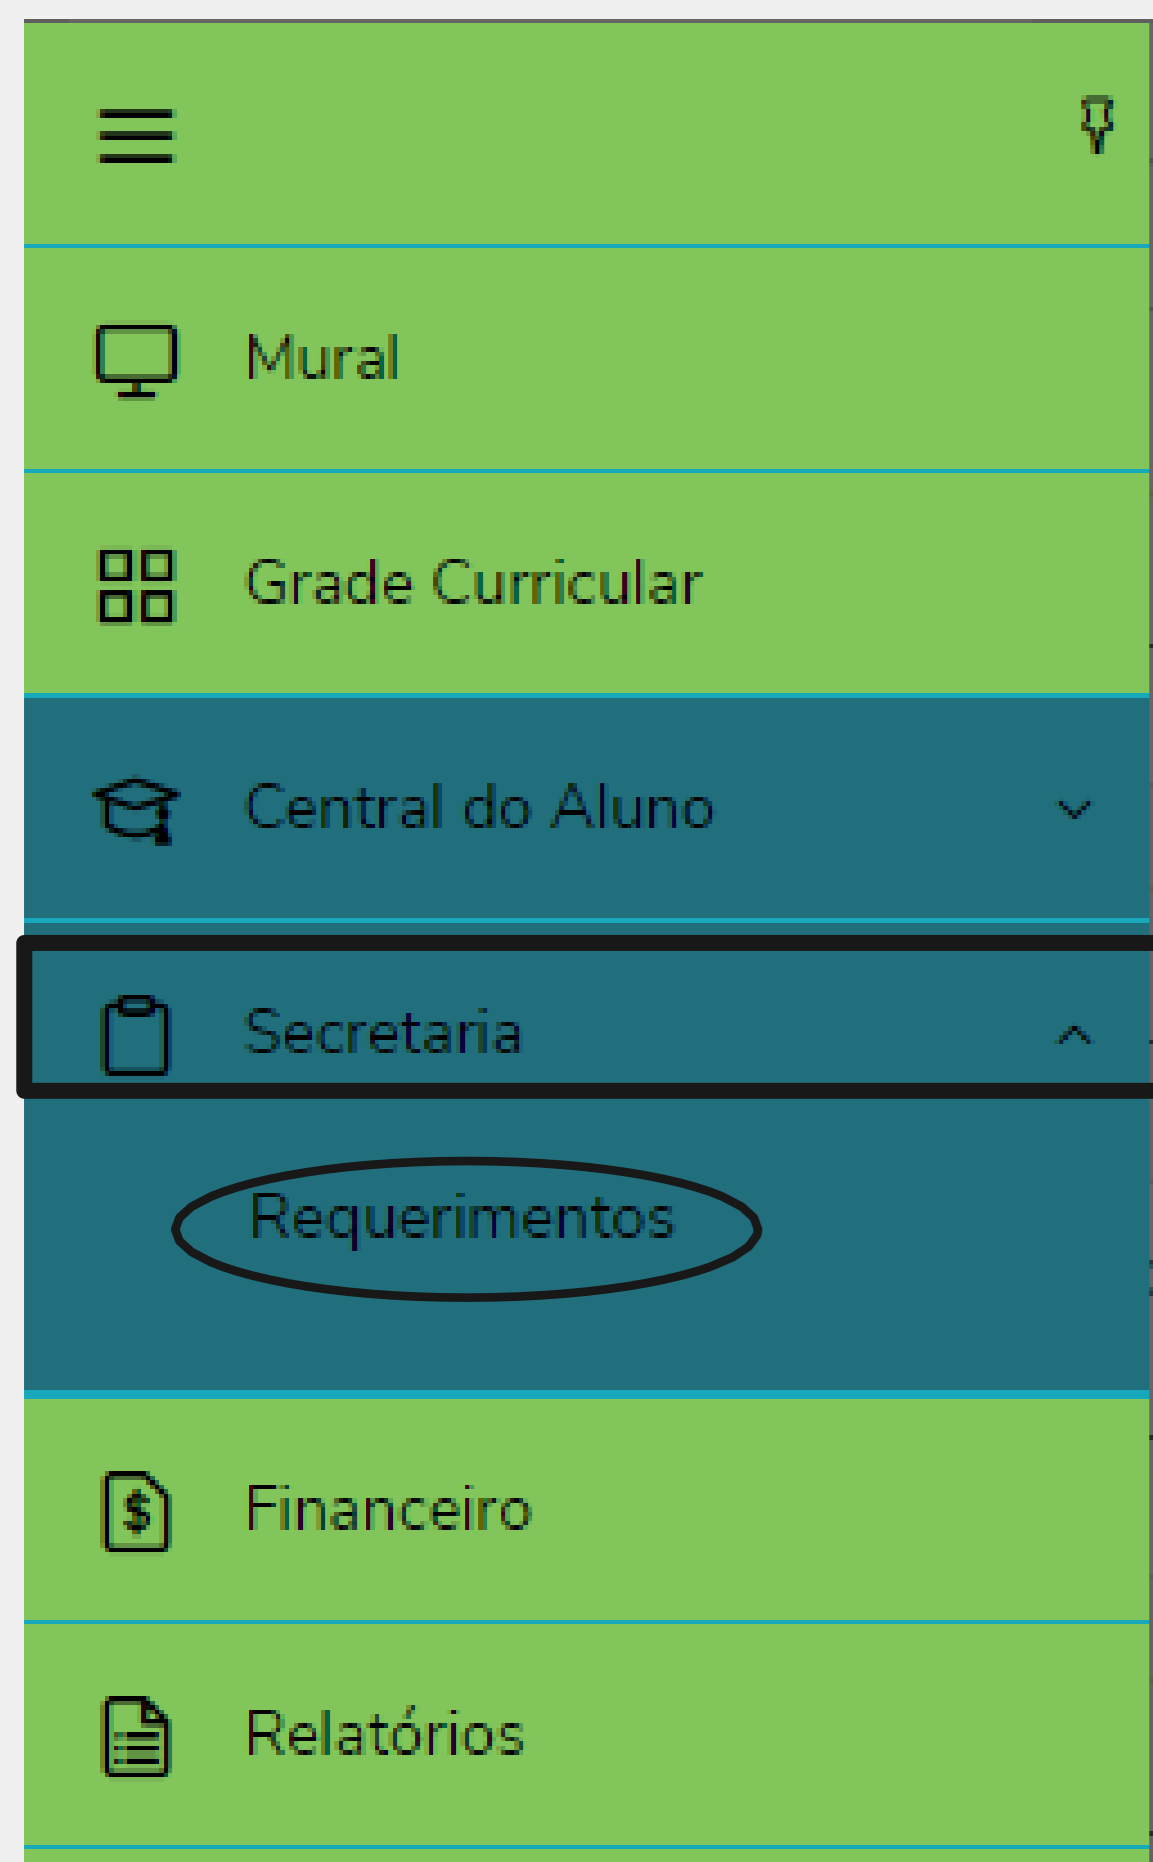 Mural
Grade Curricular
Central do Aluno
Secretaria
Requerimentos
Financeiro
Relatórios